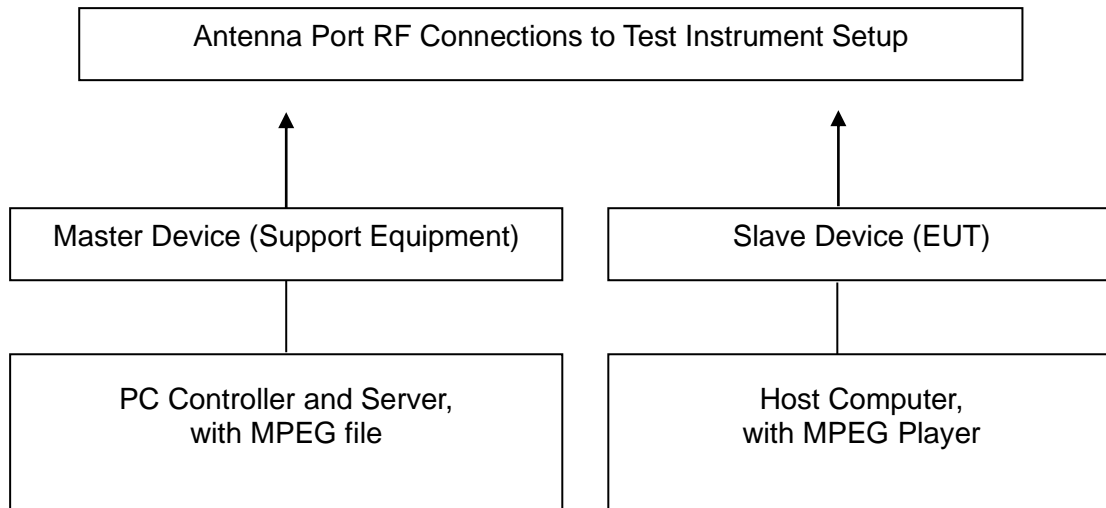 Antenna Port RF Connections to Test Instrument Setup
Master Device (Support Equipment)
Slave Device (EUT)
PC Controller and Server,
with MPEG file
Host Computer,
with MPEG Player